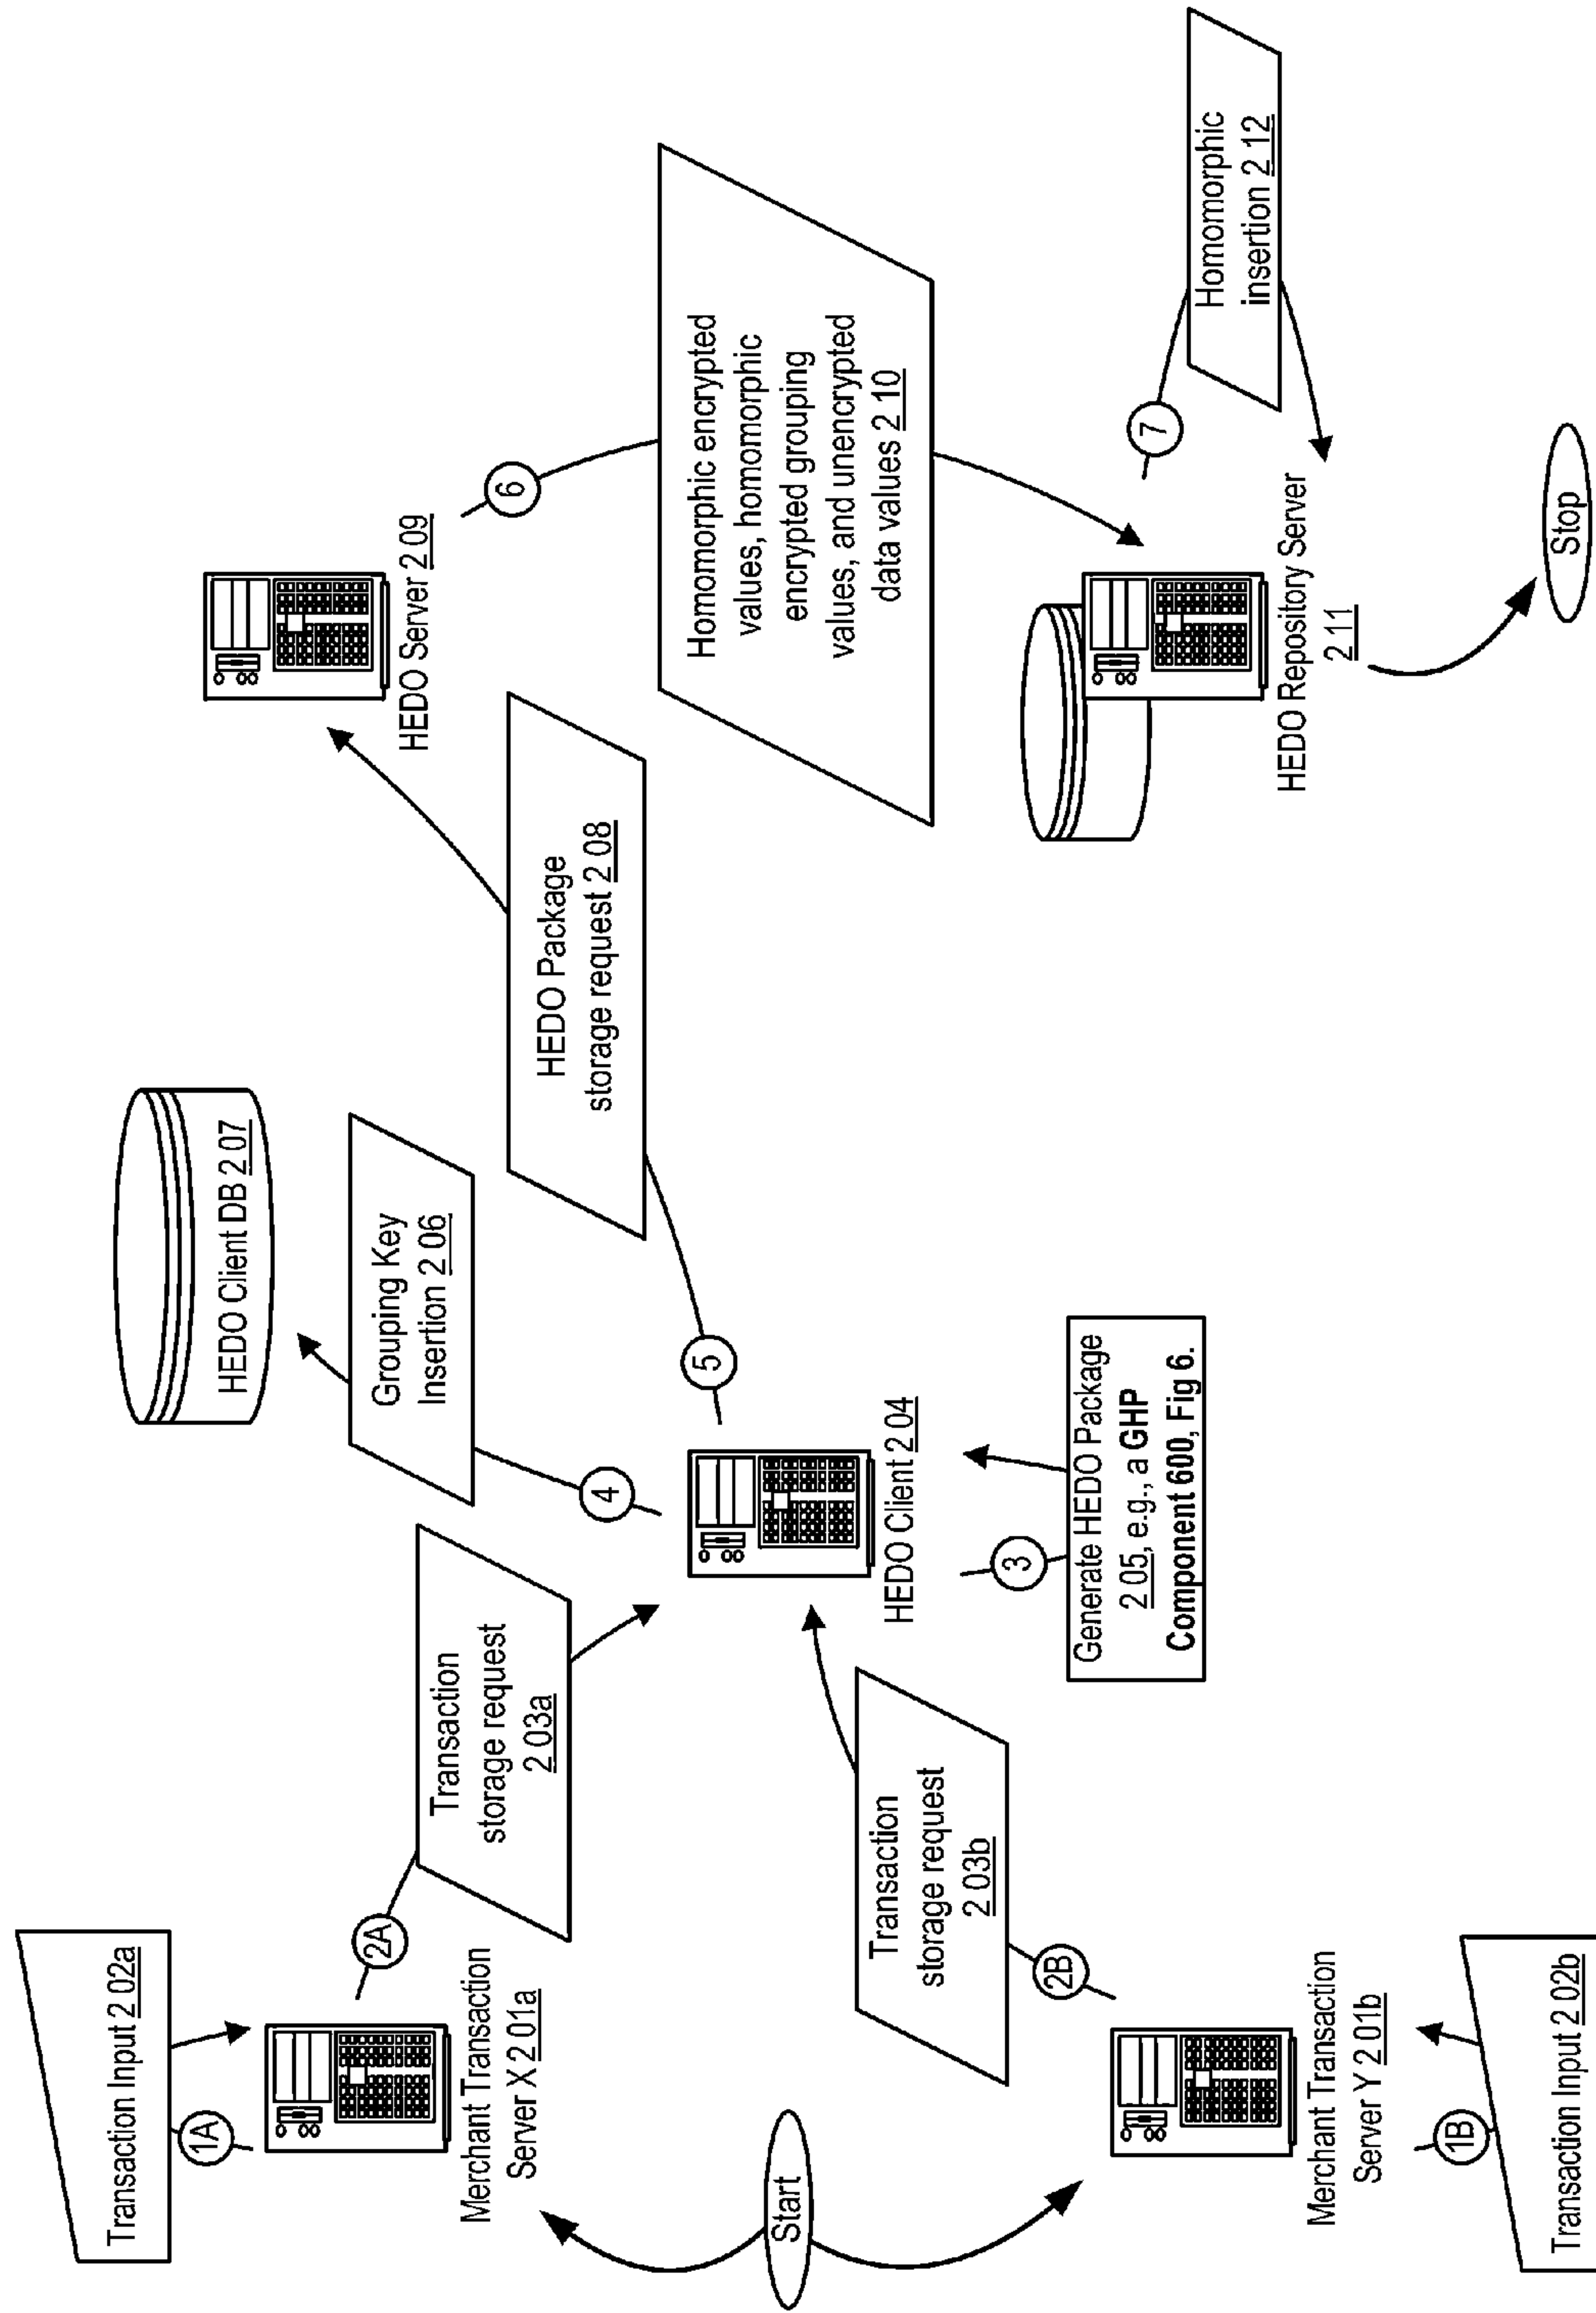 Transaction Input 2 02a
1A
Merchant Transaction
Server X 2 01a
2A
Transaction
storage request
2 03a
Start
Merchant Transaction
Server Y 2 01b
1B
Transaction Input 2 02b
2B
Transaction
storage request
2 03b
HEDO Client 2 04
3
Generate HEDO Package
2 05, e.g., a GHP
Component 600, Fig 6.
4
Grouping Key
Insertion 2 06
HEDO Client DB 2 07
5
HEDO Package
storage request 2 08
HEDO Server 2 09
6
Homomorphic encrypted
values, homomorphic
encrypted grouping
values, and unencrypted
data values 2 10
HEDO Repository Server
2 11
7
Homomorphic
insertion 2 12
Stop